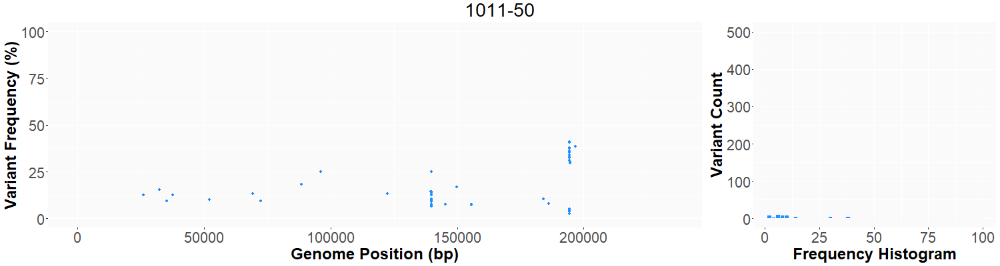 1011-50
Variant Frequency (%)
100
75
50
25
0
0 50000 100000 150000 200000
Genome Position (bp)
Variant Count
500
400
300
200
100
0
0 25 50 75 100
Frequency Histogram